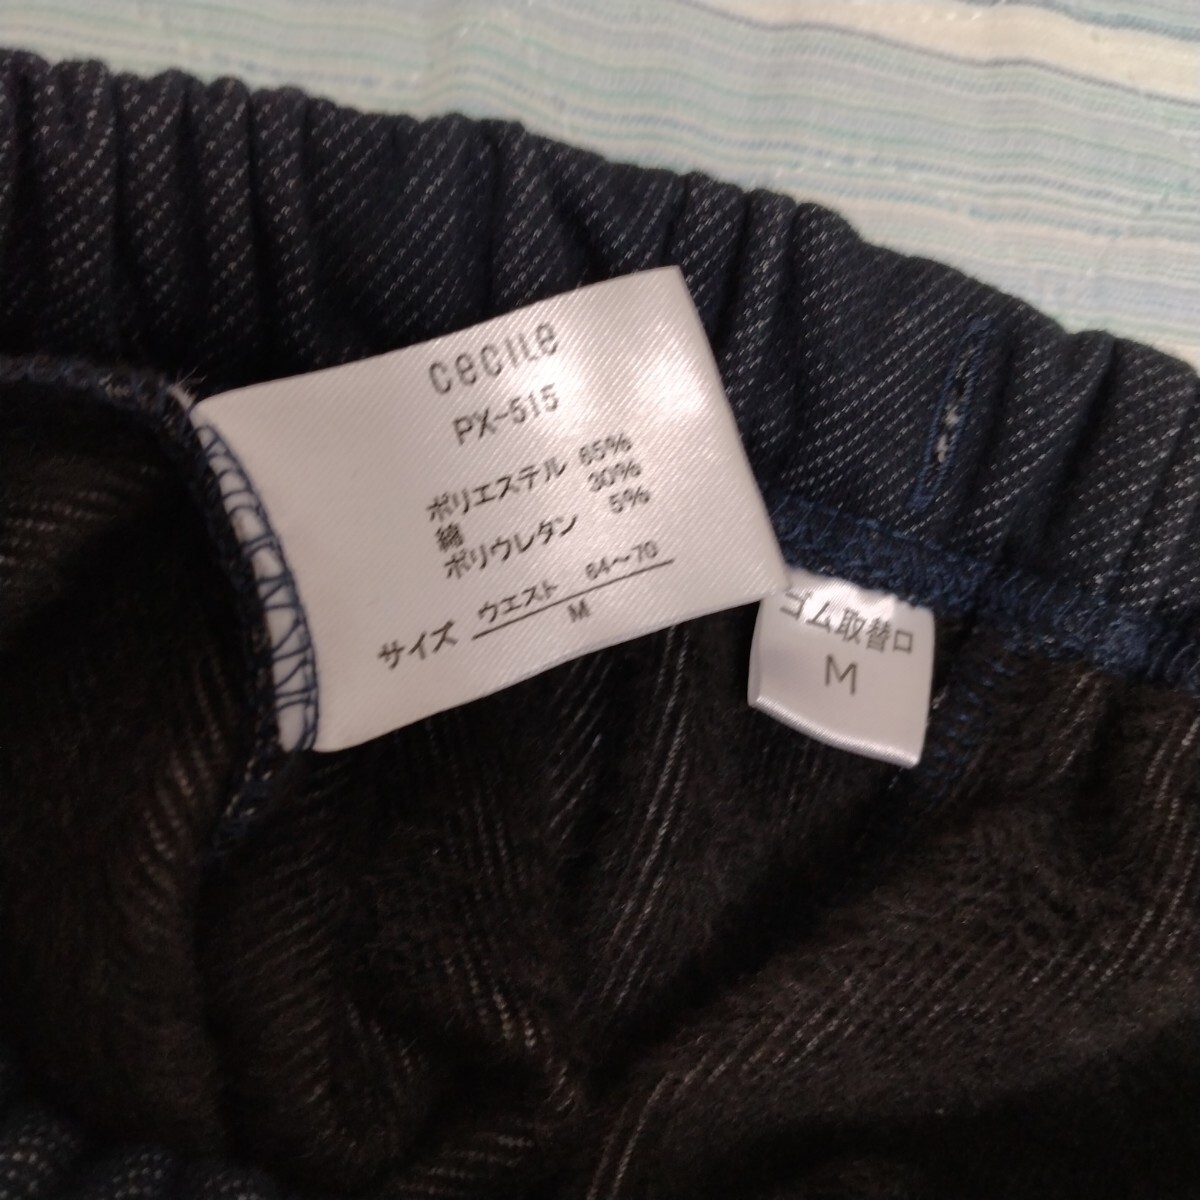 cecile
PX-515
ポリエステル 65%
綿 30%
ポリウレタン 5%
サイズ ウエスト 64〜70
M
ゴム取替口
M